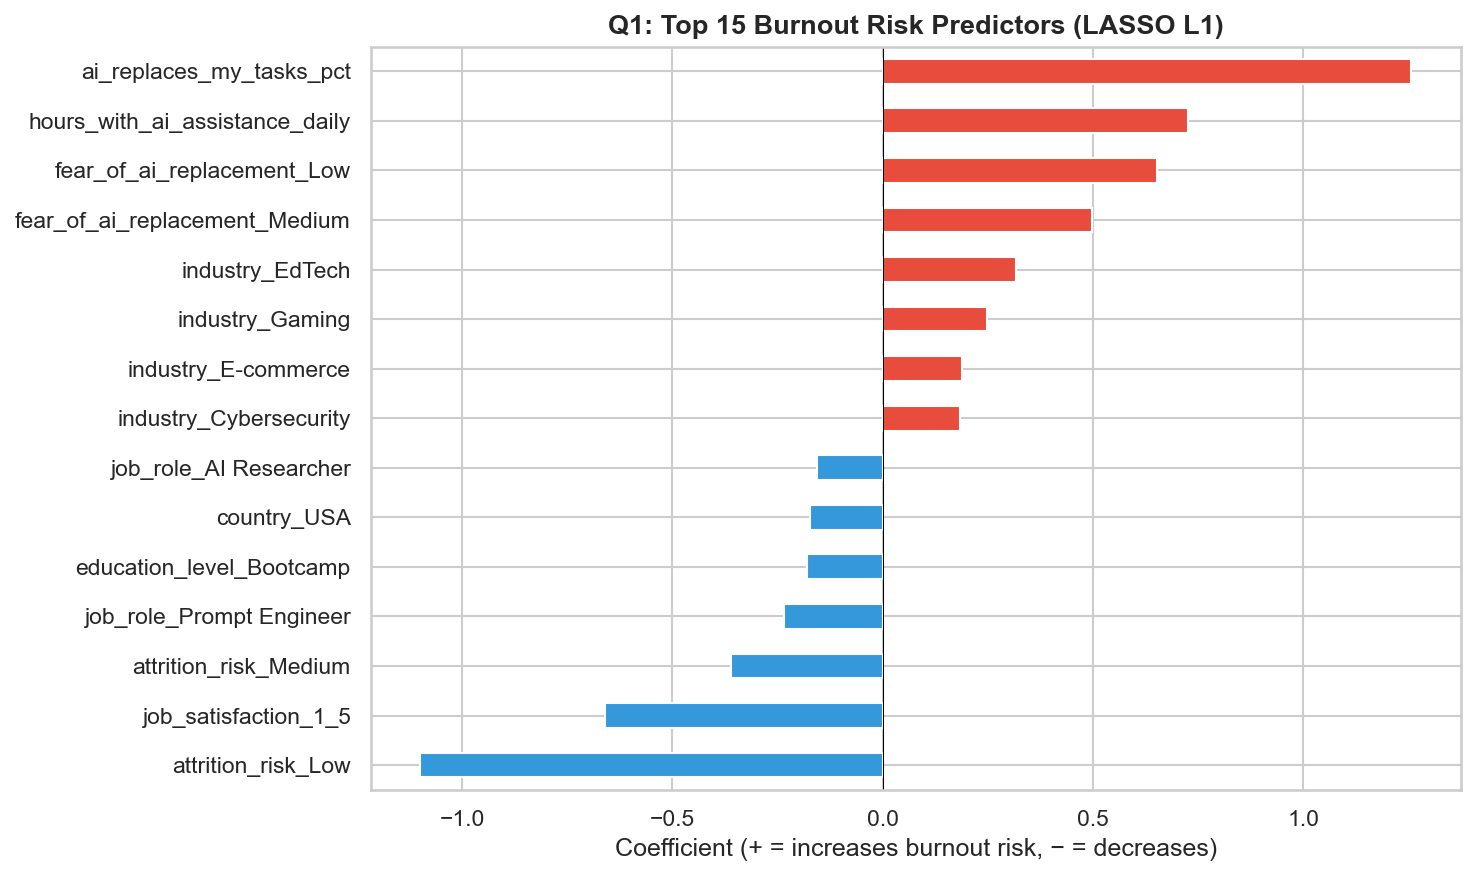 Q1: Top 15 Burnout Risk Predictors (LASSO L1)
ai_replaces_my_tasks_pct
hours_with_ai_assistance_daily
fear_of_ai_replacement_Low
fear_of_ai_replacement_Medium
industry_EdTech
industry_Gaming
industry_E-commerce
industry_Cybersecurity
job_role_AI Researcher
country_USA
education_level_Bootcamp
job_role_Prompt Engineer
attrition_risk_Medium
job_satisfaction_1_5
attrition_risk_Low
−1.0 −0.5 0.0 0.5 1.0
Coefficient (+ = increases burnout risk, − = decreases)